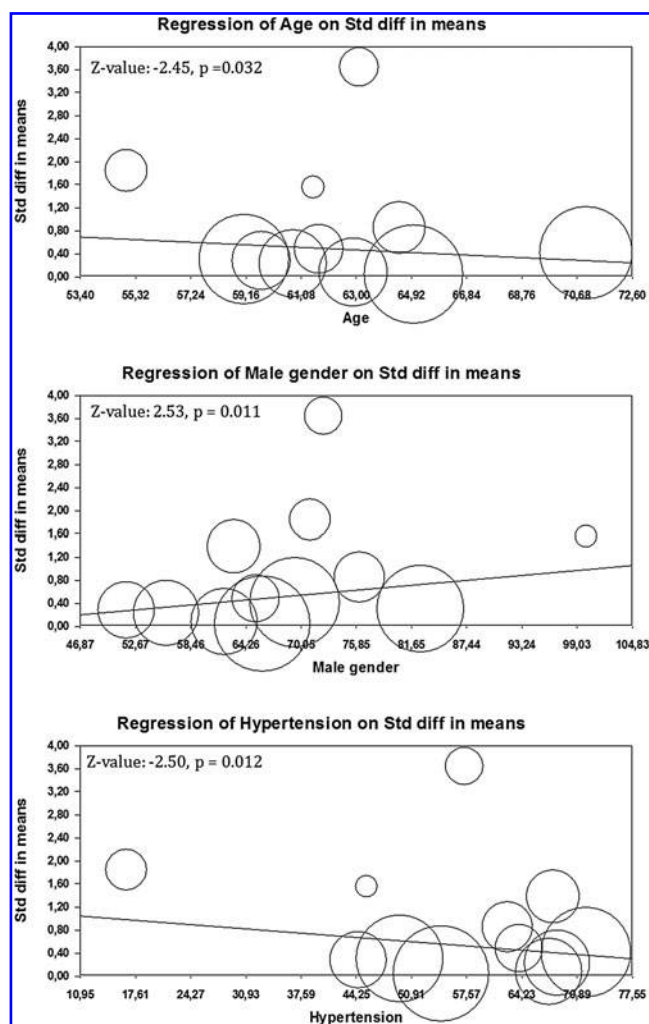 Regression of Age on Std diff in means
Z-value: -2.45, p =0.032
Std diff in means
4,00
3,60
3,20
2,80
2,40
2,00
1,60
1,20
0,80
0,40
0,00
53,40 55,32 57,24 59,16 61,08 63,00 64,92 66,84 68,76 70,68 72,60
Age
Regression of Male gender on Std diff in means
Z-value: 2.53, p = 0.011
Std diff in means
4,00
3,60
3,20
2,80
2,40
2,00
1,60
1,20
0,80
0,40
0,00
46,87 52,67 58,46 64,26 70,05 75,85 81,65 87,44 93,24 99,03 104,83
Male gender
Regression of Hypertension on Std diff in means
Z-value: -2.50, p = 0.012
Std diff in means
4,00
3,60
3,20
2,80
2,40
2,00
1,60
1,20
0,80
0,40
0,00
10,95 17,61 24,27 30,93 37,59 44,25 50,91 57,57 64,23 70,89 77,55
Hypertension